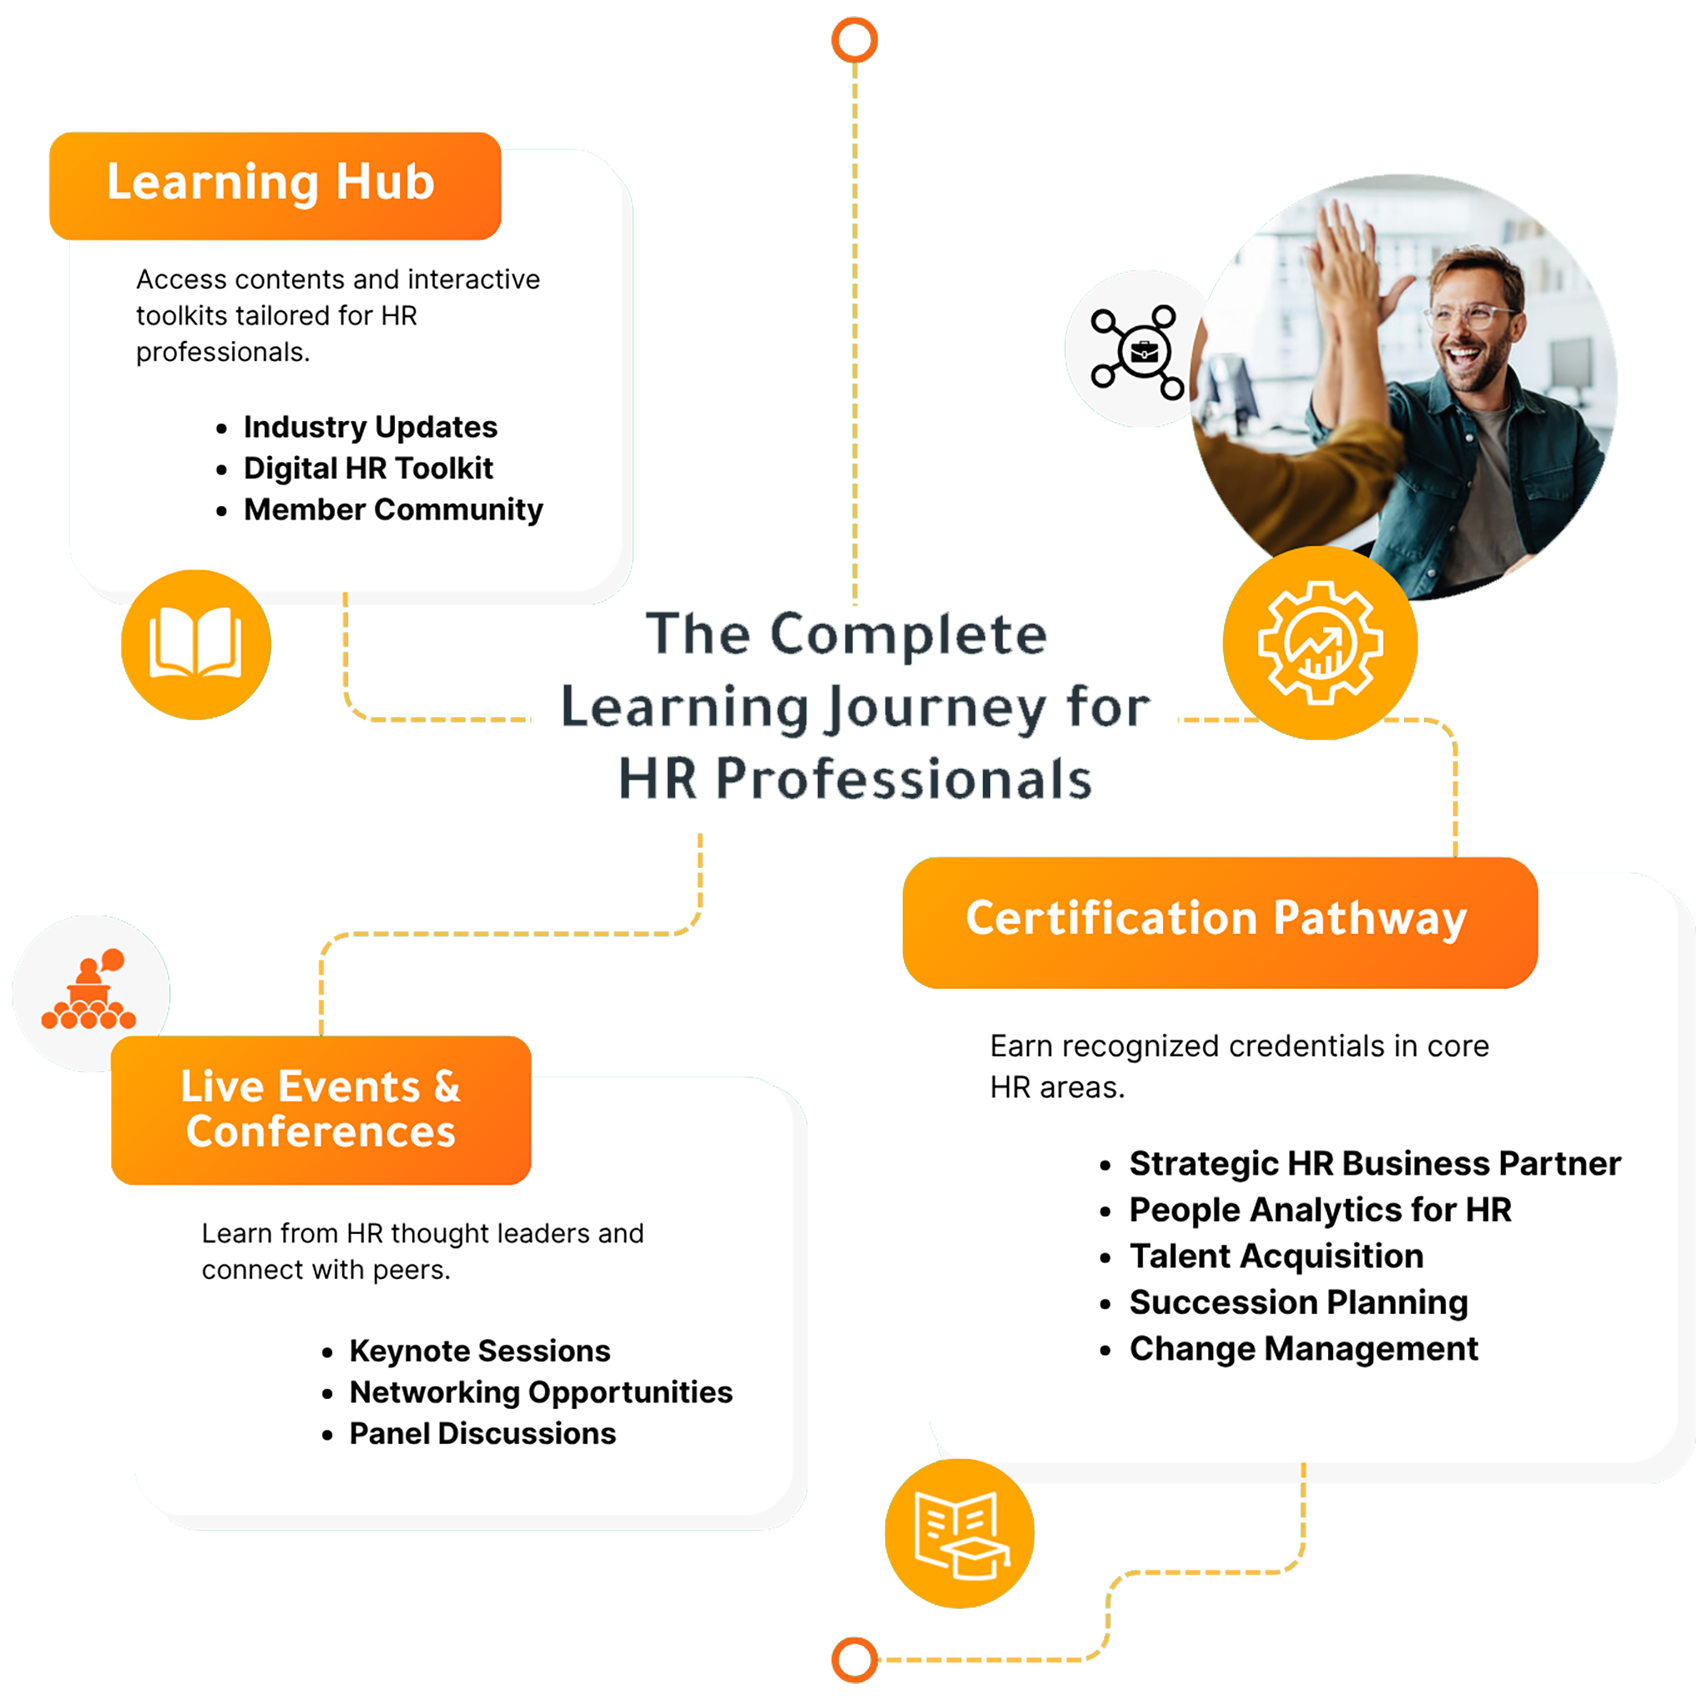 Learning Hub
Access contents and interactive
toolkits tailored for HR
professionals.
• Industry Updates
• Digital HR Toolkit
• Member Community
The Complete
Learning Journey for
HR Professionals
Certification Pathway
Earn recognized credentials in core
HR areas.
• Strategic HR Business Partner
• People Analytics for HR
• Talent Acquisition
• Succession Planning
• Change Management
Live Events &
Conferences
Learn from HR thought leaders and
connect with peers.
• Keynote Sessions
• Networking Opportunities
• Panel Discussions